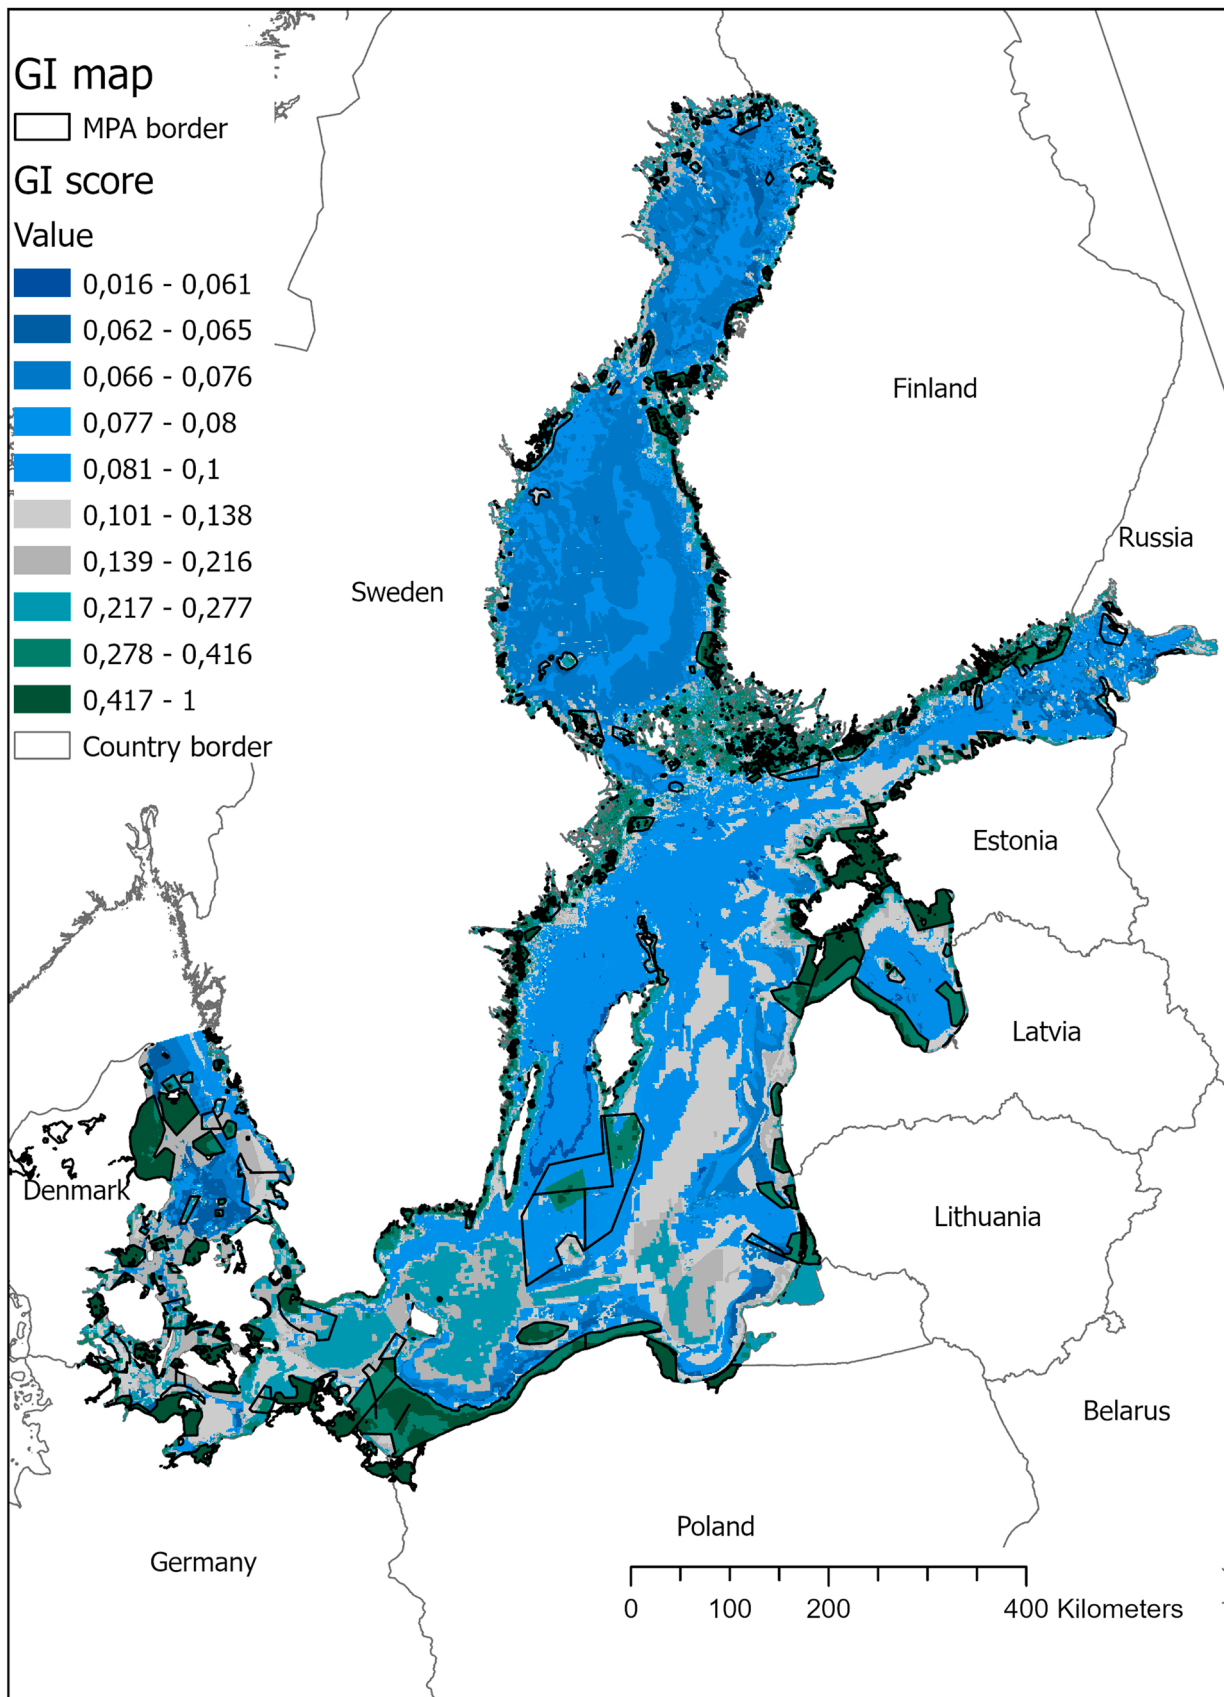 GI map
MPA border
GI score
Value
0,016 - 0,061
0,062 - 0,065
0,066 - 0,076
0,077 - 0,08
0,081 - 0,1
0,101 - 0,138
0,139 - 0,216
0,217 - 0,277
0,278 - 0,416
0,417 - 1
Country border
Finland
Russia
Sweden
Estonia
Latvia
Denmark
Lithuania
Belarus
Poland
Germany
0 100 200 400 Kilometers